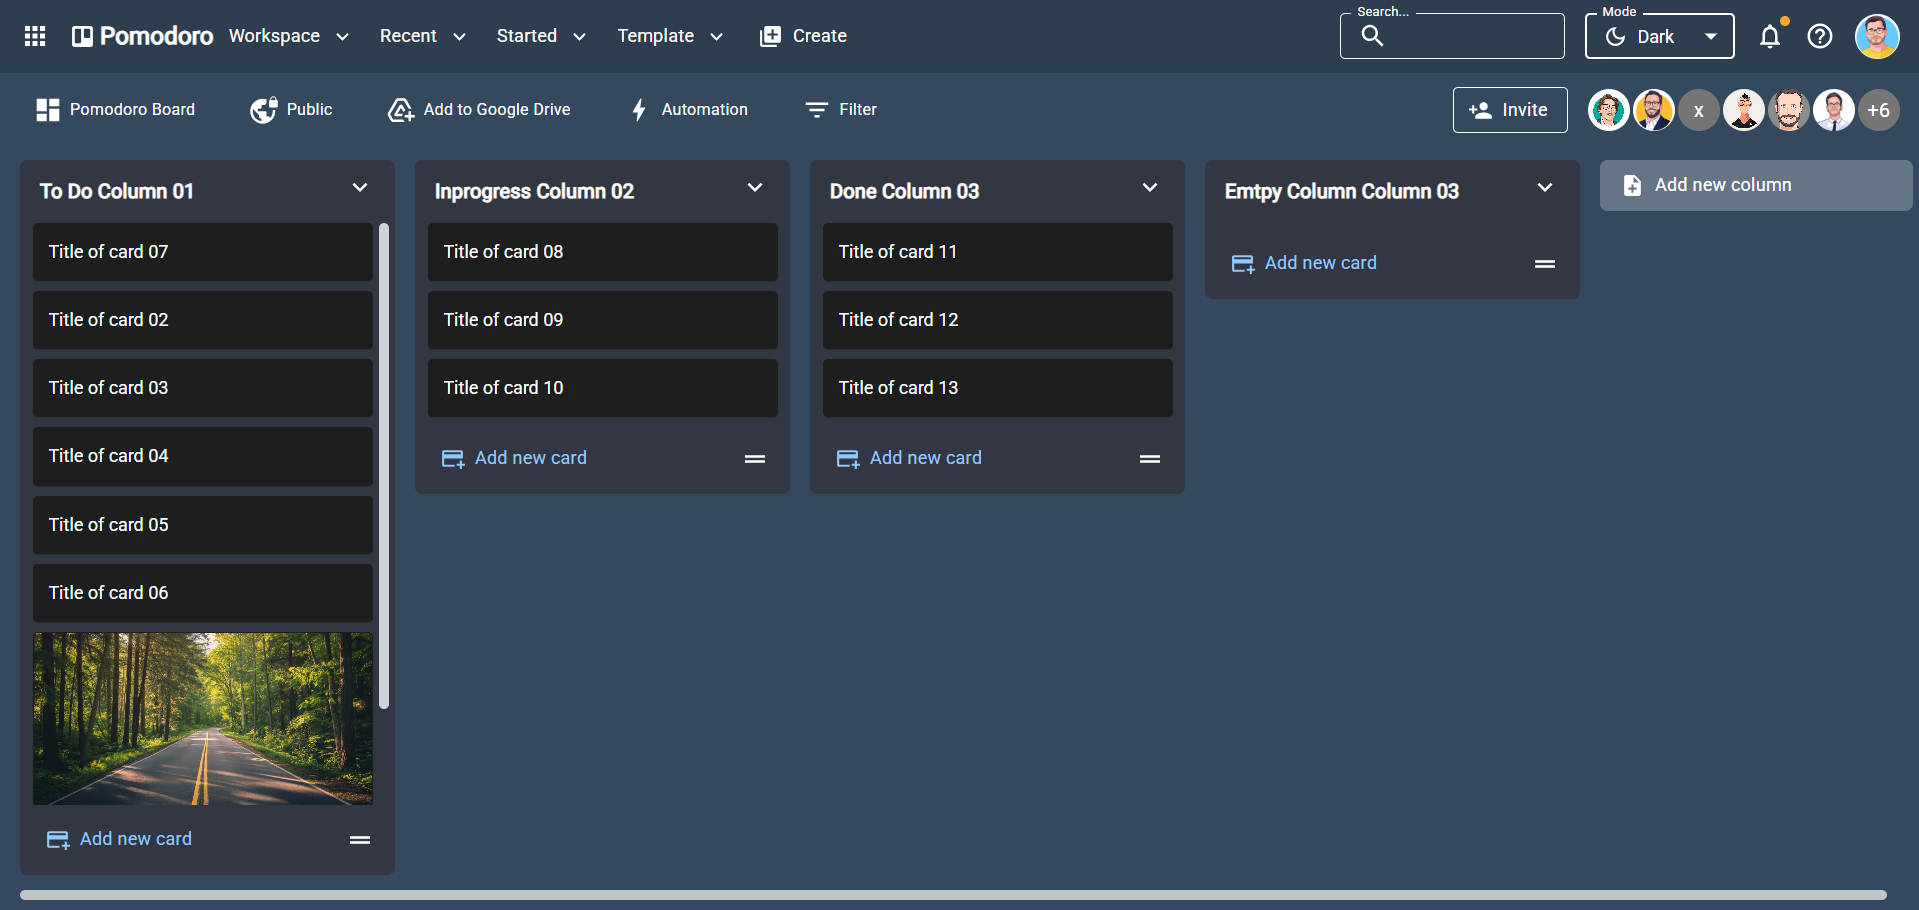 Pomodoro
Workspace
Recent
Started
Template
Create
Search...
Mode
Dark
Pomodoro Board
Public
Add to Google Drive
Automation
Filter
Invite
x
+6
To Do Column 01
Title of card 07
Title of card 02
Title of card 03
Title of card 04
Title of card 05
Title of card 06
Add new card
Inprogress Column 02
Title of card 08
Title of card 09
Title of card 10
Add new card
Done Column 03
Title of card 11
Title of card 12
Title of card 13
Add new card
Emtpy Column Column 03
Add new card
Add new column